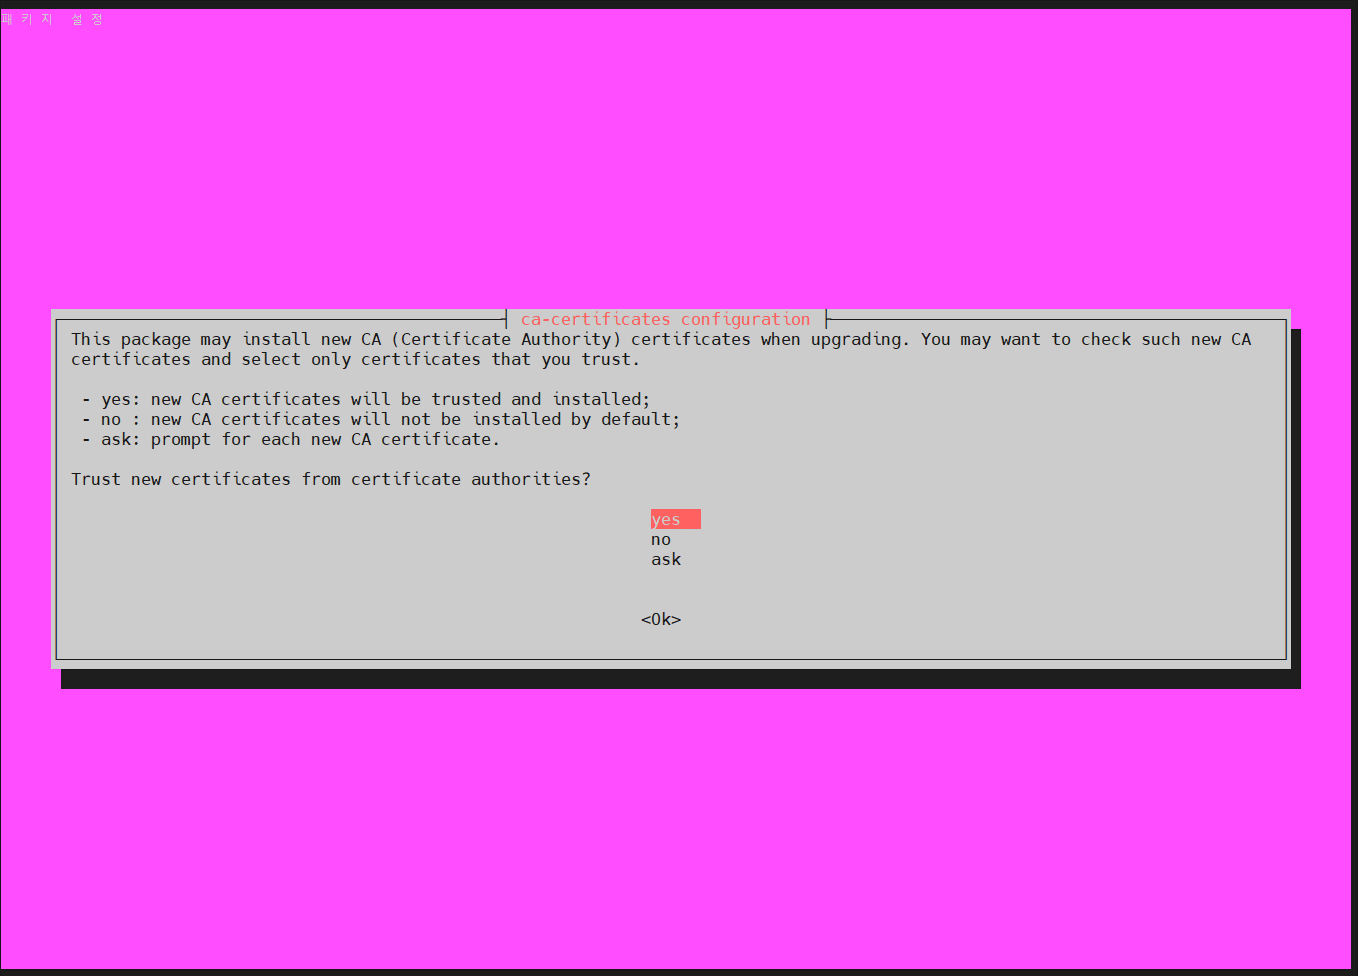 패키지 설정
ca-certificates configuration
This package may install new CA (Certificate Authority) certificates when upgrading. You may want to check such new CA
certificates and select only certificates that you trust.
- yes: new CA certificates will be trusted and installed;
- no : new CA certificates will not be installed by default;
- ask: prompt for each new CA certificate.
Trust new certificates from certificate authorities?
yes
no
ask
<Ok>